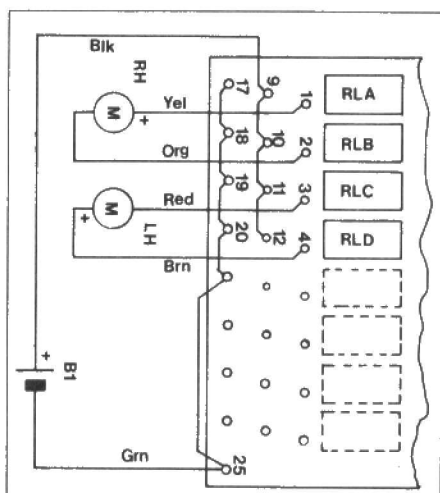 Blk
RH
M
+
Yel
Org
M
+
Red
LH
Brn
+
B1
Grn
17
9
1
RLA
18
10
2
RLB
19
11
3
RLC
20
12
4
RLD
25